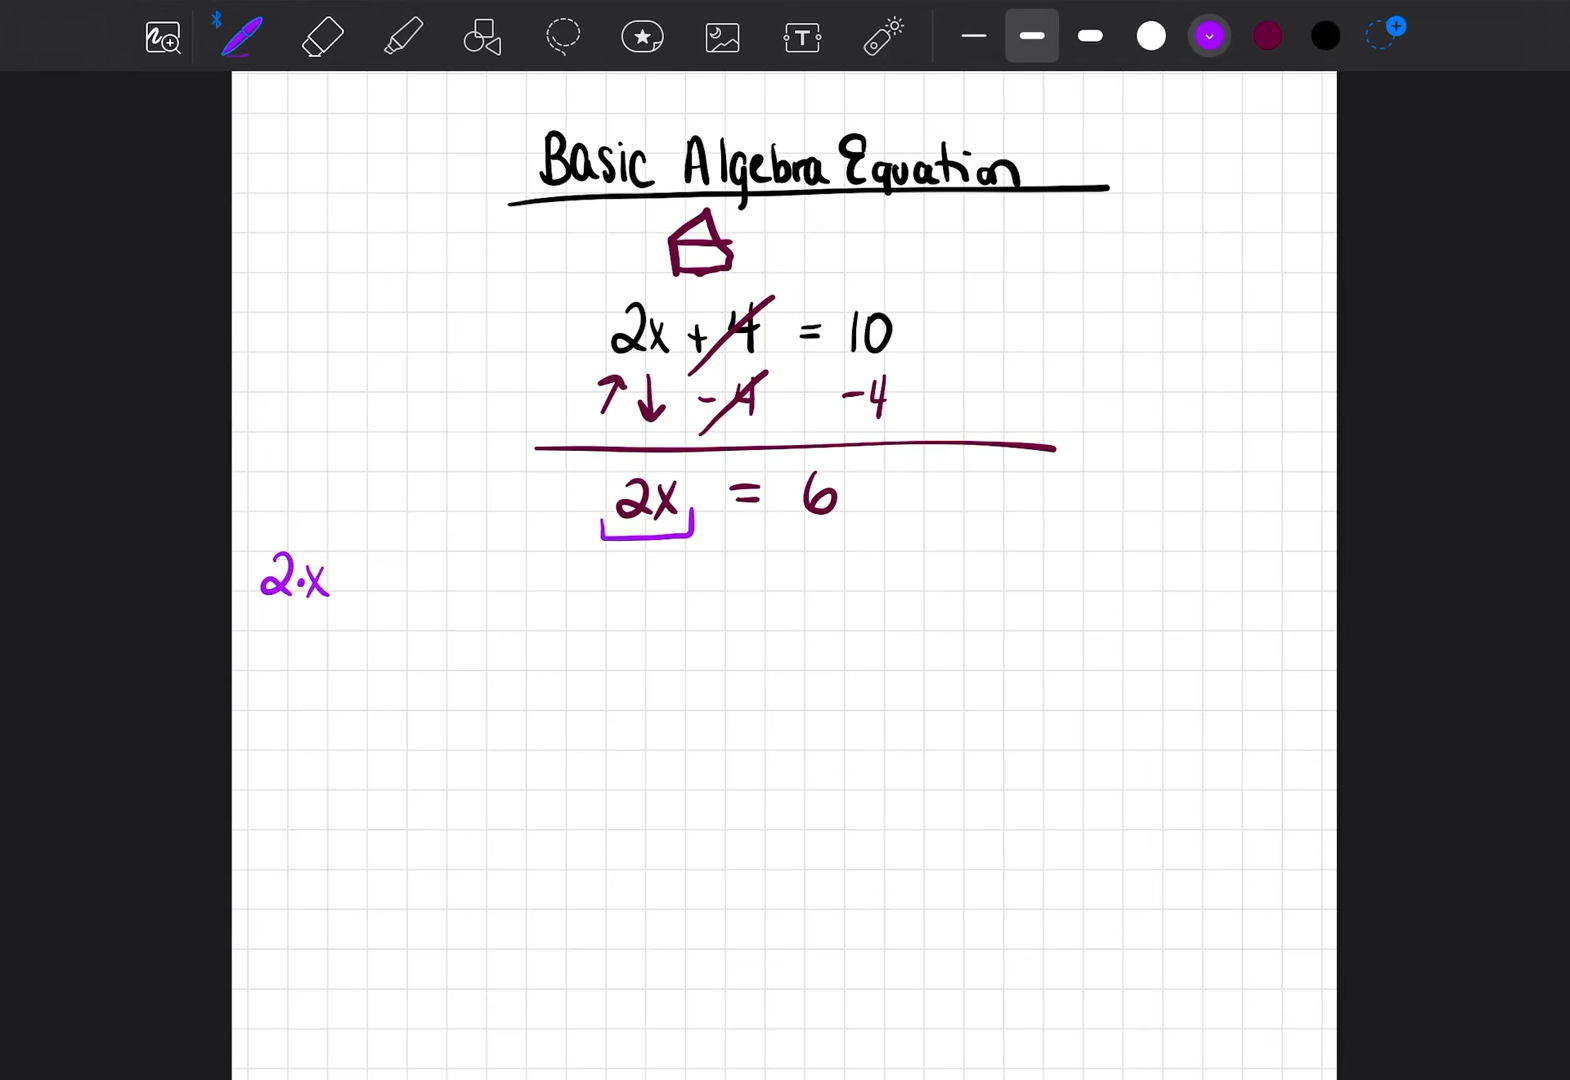 Basic Algebra Equation
2x + 4 = 10
- 4 -4
2x = 6
2·x